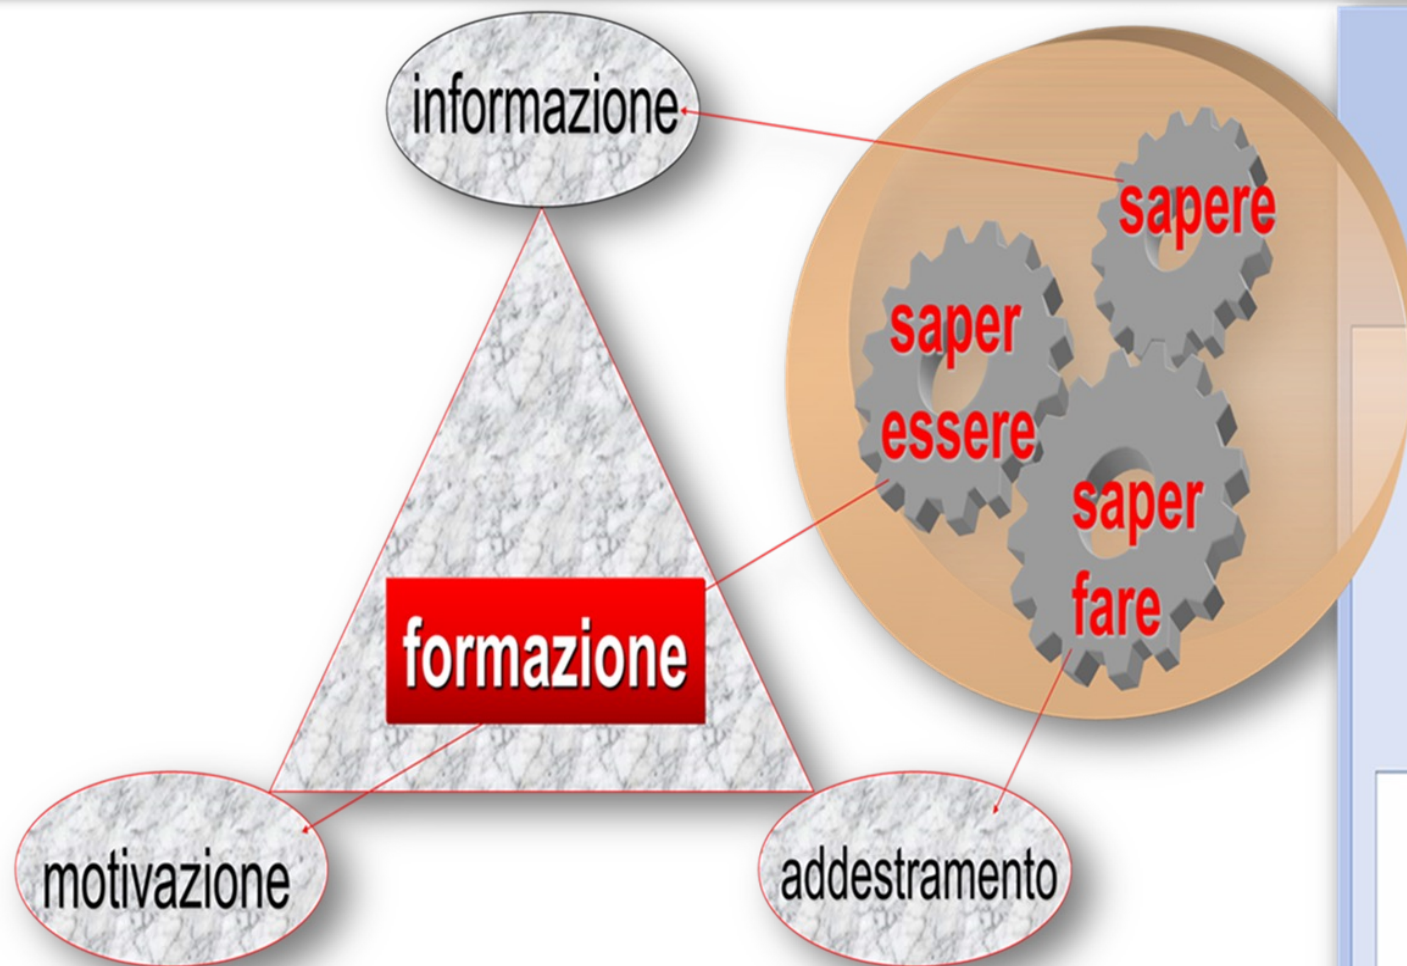 informazione
sapere
saper
essere
saper
fare
formazione
motivazione
addestramento